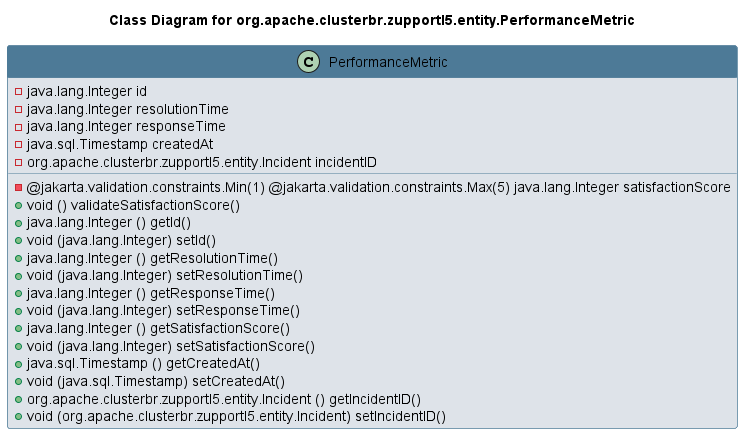 Class Diagram for org.apache.clusterbr.zupportl5.entity.PerformanceMetric
C PerformanceMetric
java.lang.Integer id
java.lang.Integer resolutionTime
java.lang.Integer responseTime
java.sql.Timestamp createdAt
org.apache.clusterbr.zupportl5.entity.Incident incidentID
@jakarta.validation.constraints.Min(1) @jakarta.validation.constraints.Max(5) java.lang.Integer satisfactionScore
void () validateSatisfactionScore()
java.lang.Integer () getId()
void (java.lang.Integer) setId()
java.lang.Integer () getResolutionTime()
void (java.lang.Integer) setResolutionTime()
java.lang.Integer () getResponseTime()
void (java.lang.Integer) setResponseTime()
java.lang.Integer () getSatisfactionScore()
void (java.lang.Integer) setSatisfactionScore()
java.sql.Timestamp () getCreatedAt()
void (java.sql.Timestamp) setCreatedAt()
org.apache.clusterbr.zupportl5.entity.Incident () getIncidentID()
void (org.apache.clusterbr.zupportl5.entity.Incident) setIncidentID()